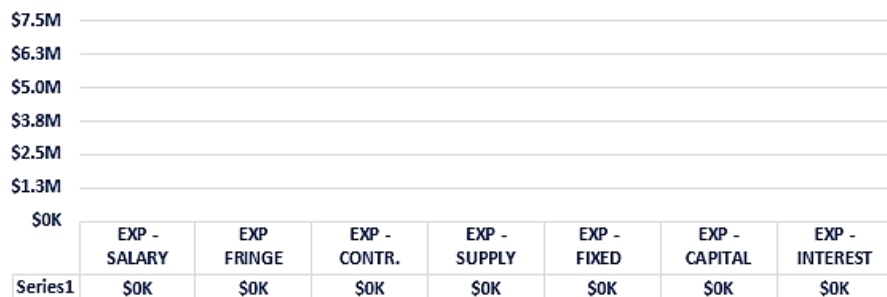 $7.5M
$6.3M
$5.0M
$3.8M
$2.5M
$1.3M
$0K
EXP - EXP EXP - EXP - EXP - EXP - EXP -
SALARY FRINGE CONTR. SUPPLY FIXED CAPITAL INTEREST
Series1 $0K $0K $0K $0K $0K $0K $0K